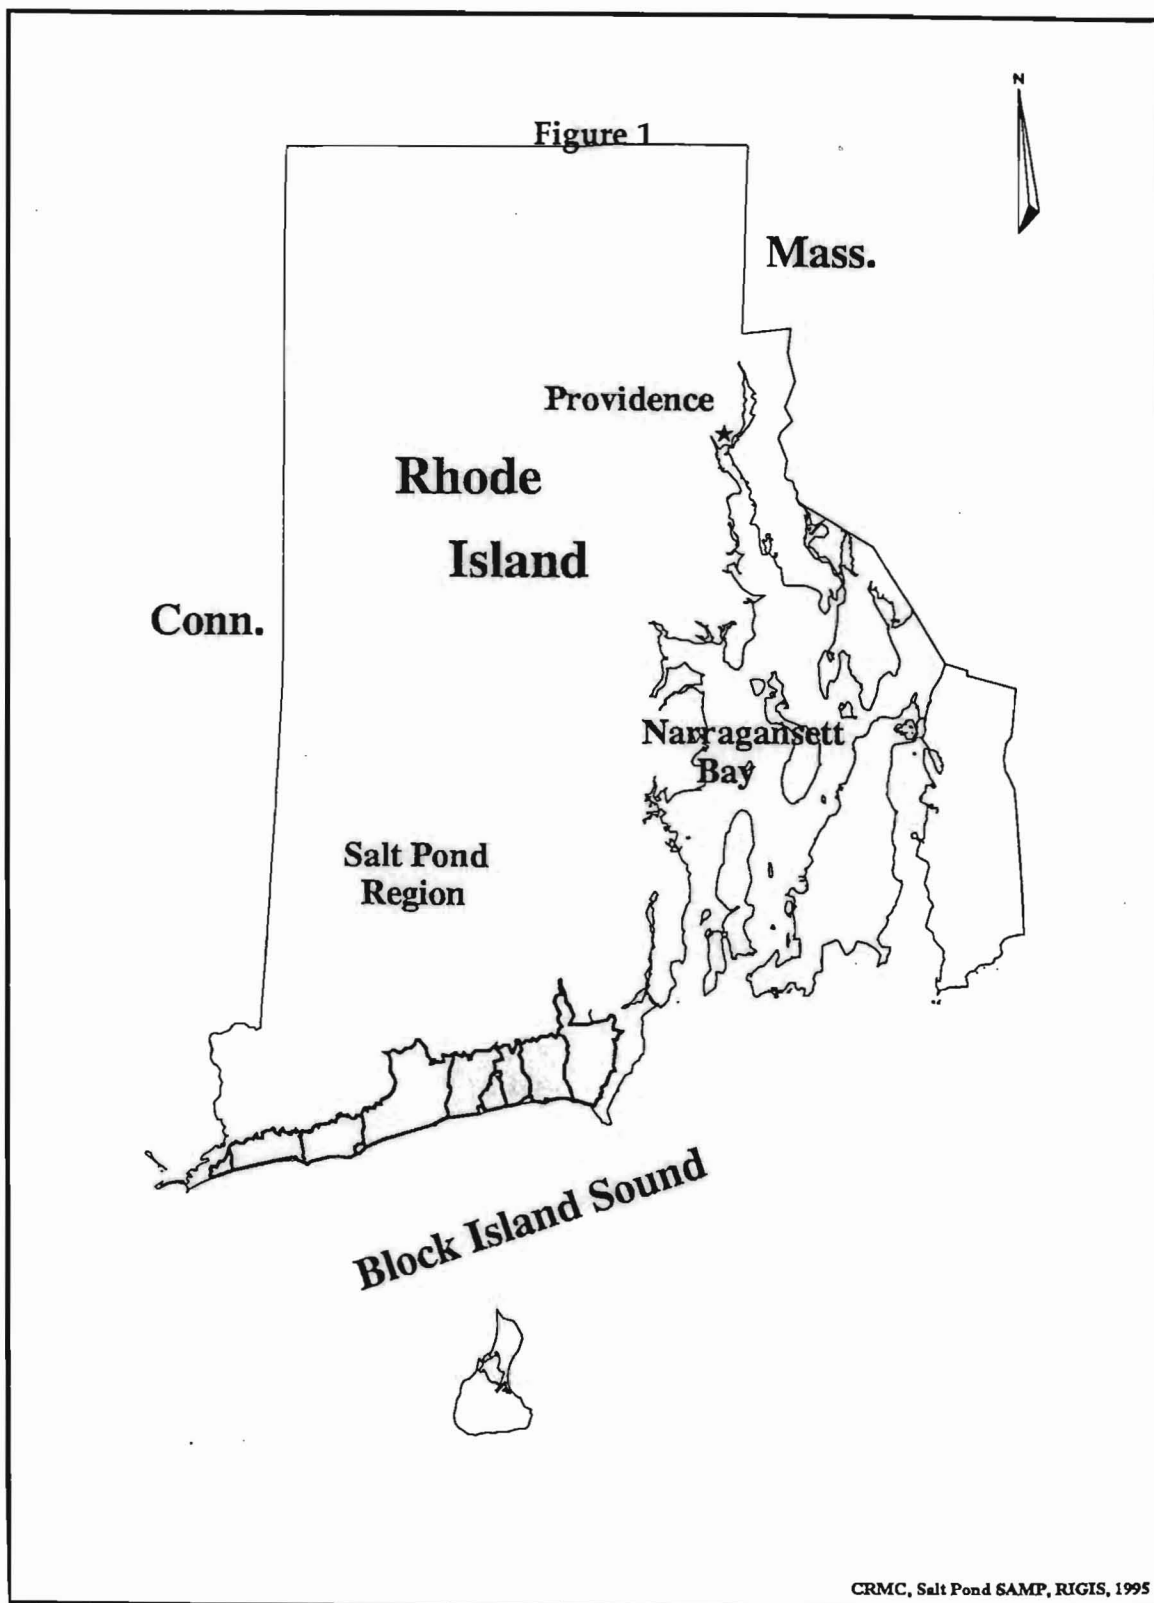 N
Figure 1
Mass.
Providence
Rhode
Island
Conn.
Narragansett
Bay
Salt Pond
Region
Block Island Sound
CRMC, Salt Pond SAMP, RIGIS, 1995